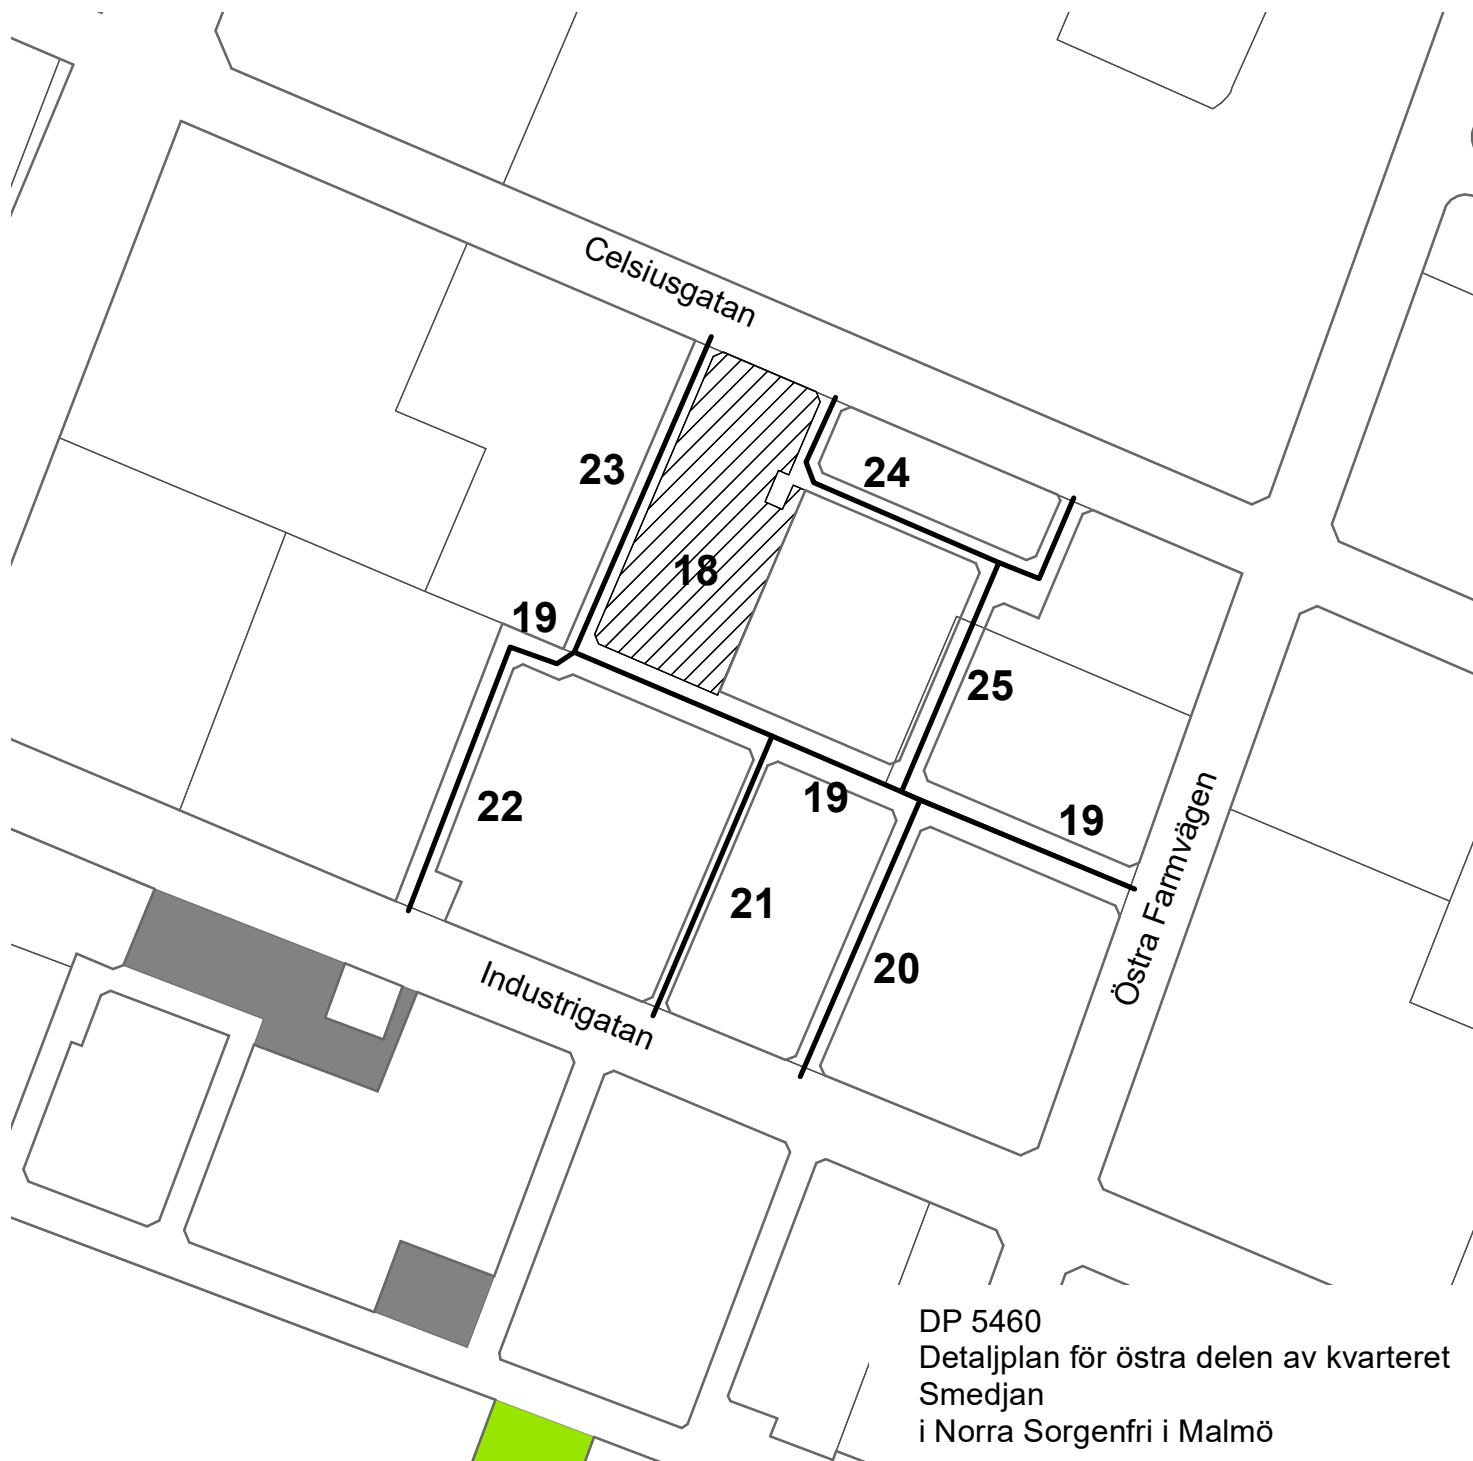 Celsiusgatan
23
24
18
19
25
22
19
19
21
20
Östra Farmvägen
Industrigatan
DP 5460
Detaljplan för östra delen av kvarteret
Smedjan
i Norra Sorgenfri i Malmö